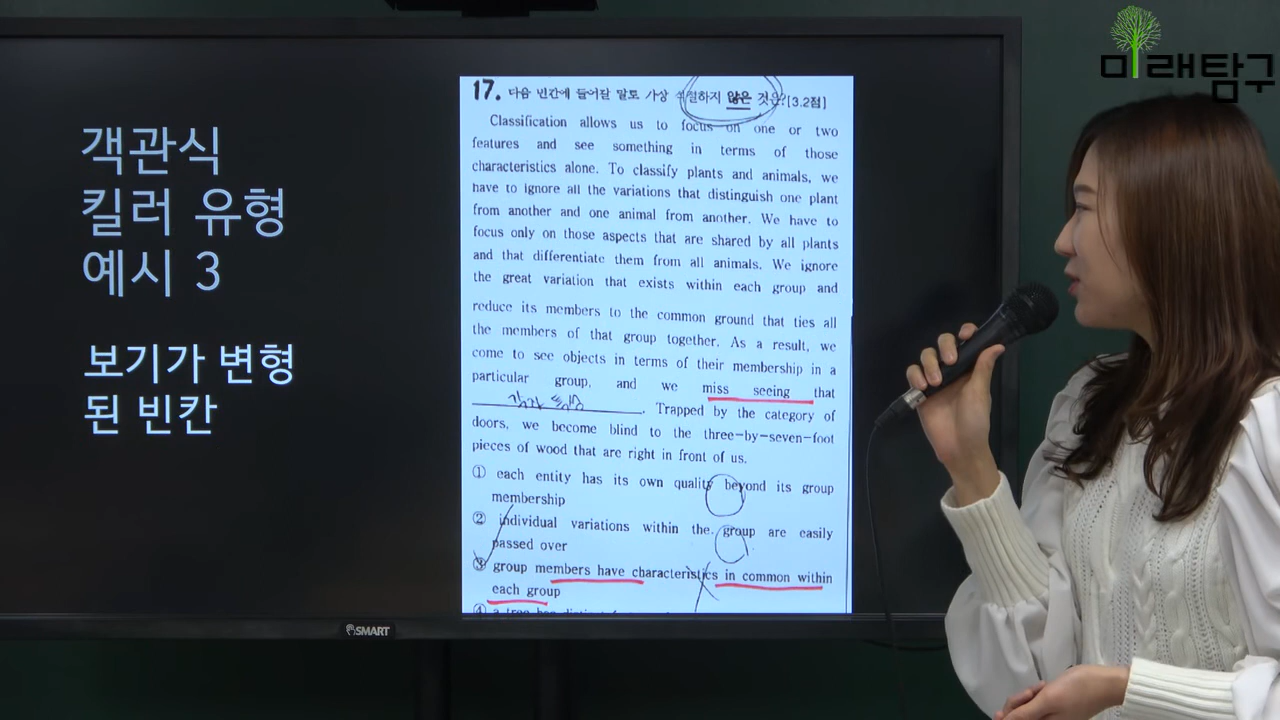 미래탐구
객관식
킬러 유형
예시 3
보기가 변형
된 빈칸
17. 다음 빈칸에 들어갈 말로 가장 적절하지 않은 것은?[3.2점]
Classification allows us to focus on one or two
features and see something in terms of those
characteristics alone. To classify plants and animals, we
have to ignore all the variations that distinguish one plant
from another and one animal from another. We have to
focus only on those aspects that are shared by all plants
and that differentiate them from all animals. We ignore
the great variation that exists within each group and
reduce its members to the common ground that ties all
the members of that group together. As a result, we
come to see objects in terms of their membership in a
particular group, and we miss seeing that
각자 특성
. Trapped by the category of
doors, we become blind to the three-by-seven-foot
pieces of wood that are right in front of us.
① each entity has its own quality beyond its group
membership
② individual variations within the group are easily
passed over
③ group members have characteristics in common within
each group
④ a tree has
SMART